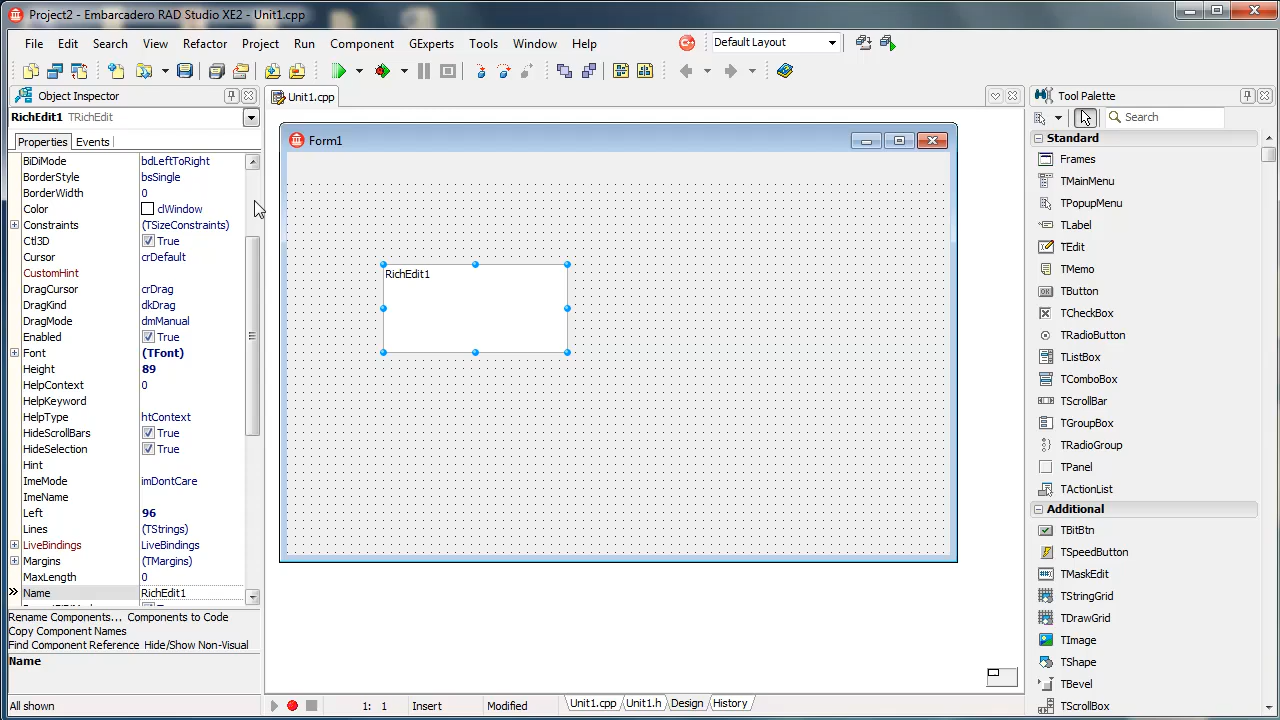 Project2 - Embarcadero RAD Studio XE2 - Unit1.cpp
File Edit Search View Refactor Project Run Component GExperts Tools Window Help Default Layout
Object Inspector
Unit1.cpp
Tool Palette
RichEdit1 TRichEdit
Search
Properties Events
Form1
Standard
BiDiMode bdLeftToRight
Frames
BorderStyle bsSingle
TMainMenu
BorderWidth 0
TPopupMenu
Color clWindow
TLabel
Constraints (TSizeConstraints)
Ctl3D True
TEdit
Cursor crDefault
TMemo
CustomHint
RichEdit1
DragCursor crDrag
TButton
DragKind dkDrag
TCheckBox
DragMode dmManual
Enabled True
TRadioButton
Font (TFont)
TListBox
Height 89
HelpContext 0
TComboBox
HelpKeyword
TScrollBar
HelpType htContext
TGroupBox
HideScrollBars True
HideSelection True
TRadioGroup
Hint
TPanel
ImeMode imDontCare
TActionList
ImeName
Left 96
Additional
Lines (TStrings)
TBitBtn
LiveBindings LiveBindings
TSpeedButton
Margins (TMargins)
MaxLength 0
TMaskEdit
Name RichEdit1
TStringGrid
Rename Components... Components to Code
TDrawGrid
Copy Component Names
TImage
Find Component Reference Hide/Show Non-Visual
Name
TShape
TBevel
All shown
1: 1 Insert Modified Unit1.cpp Unit1.h Design History
TScrollBox